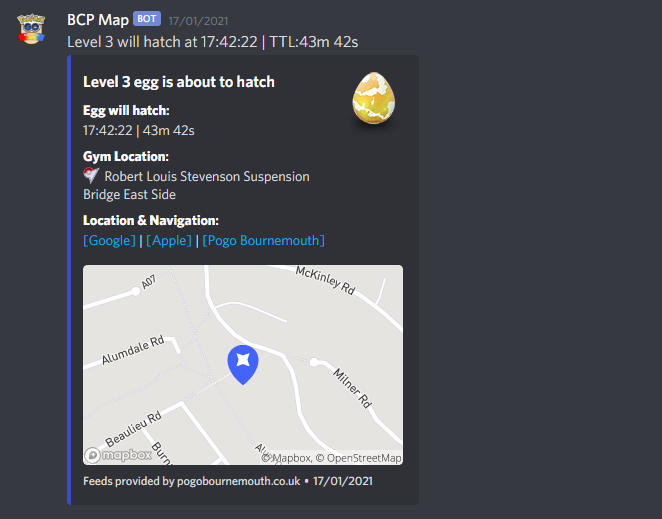 BCP Map BOT 17/01/2021
Level 3 will hatch at 17:42:22 | TTL:43m 42s
Level 3 egg is about to hatch
Egg will hatch:
17:42:22 | 43m 42s
Gym Location:
Robert Louis Stevenson Suspension
Bridge East Side
Location & Navigation:
[Google] | [Apple] | [Pogo Bournemouth]
McKinley Rd
A07
Alumdale Rd
Milner Rd
Beaulieu Rd
Burn
mapbox
© Mapbox, © OpenStreetMap
Feeds provided by pogobournemouth.co.uk • 17/01/2021